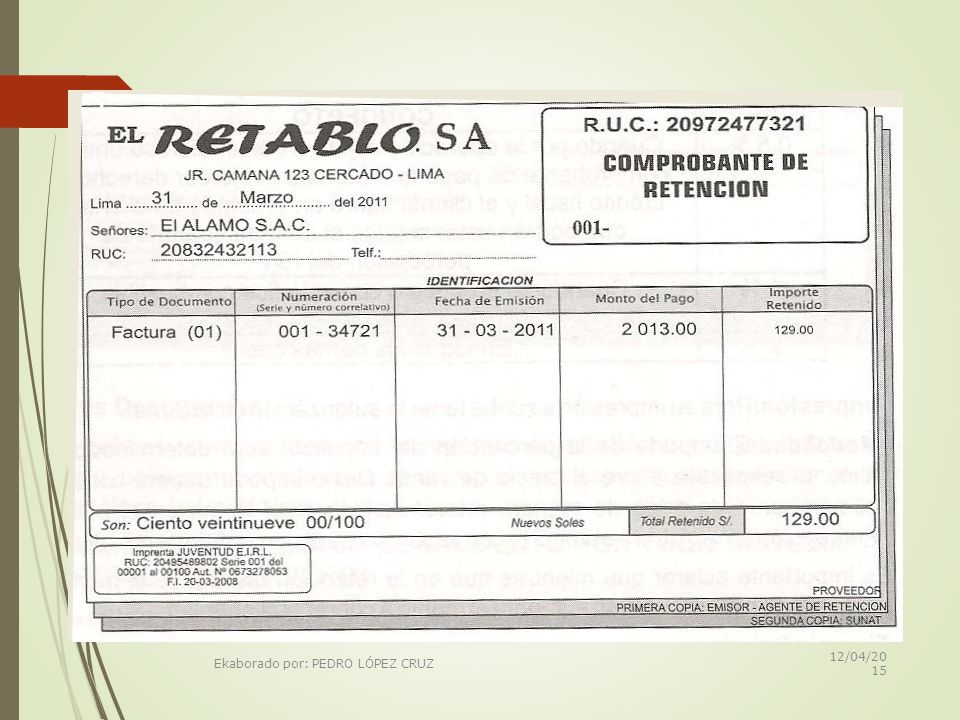 EL RETABLO. S A
JR. CAMANA 123 CERCADO - LIMA
Lima ...31... de ...Marzo... del 2011
Señores: El ALAMO S.A.C.
RUC: 20832432113 Telf.:
R.U.C.: 20972477321
COMPROBANTE DE
RETENCION
001-
IDENTIFICACION
Tipo de Documento Numeración (Serie y número correlativo) Fecha de Emisión Monto del Pago Importe Retenido
Factura (01) 001 - 34721 31 - 03 - 2011 2 013.00 129.00
Son: Ciento veintinueve 00/100 Nuevos Soles Total Retenido S/. 129.00
Imprenta JUVENTUD E.I.R.L.
RUC: 20495489802 Serie 001 del
00001 al 00100 Aut. Nº 0673278053
F.I. 20-03-2008
PROVEEDOR
PRIMERA COPIA: EMISOR - AGENTE DE RETENCION
SEGUNDA COPIA: SUNAT
Ekaborado por: PEDRO LÓPEZ CRUZ
12/04/20
15